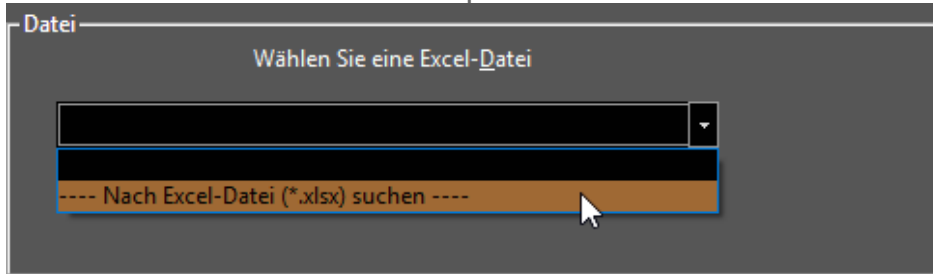 Datei
Wählen Sie eine Excel-Datei
---- Nach Excel-Datei (*.xlsx) suchen ----